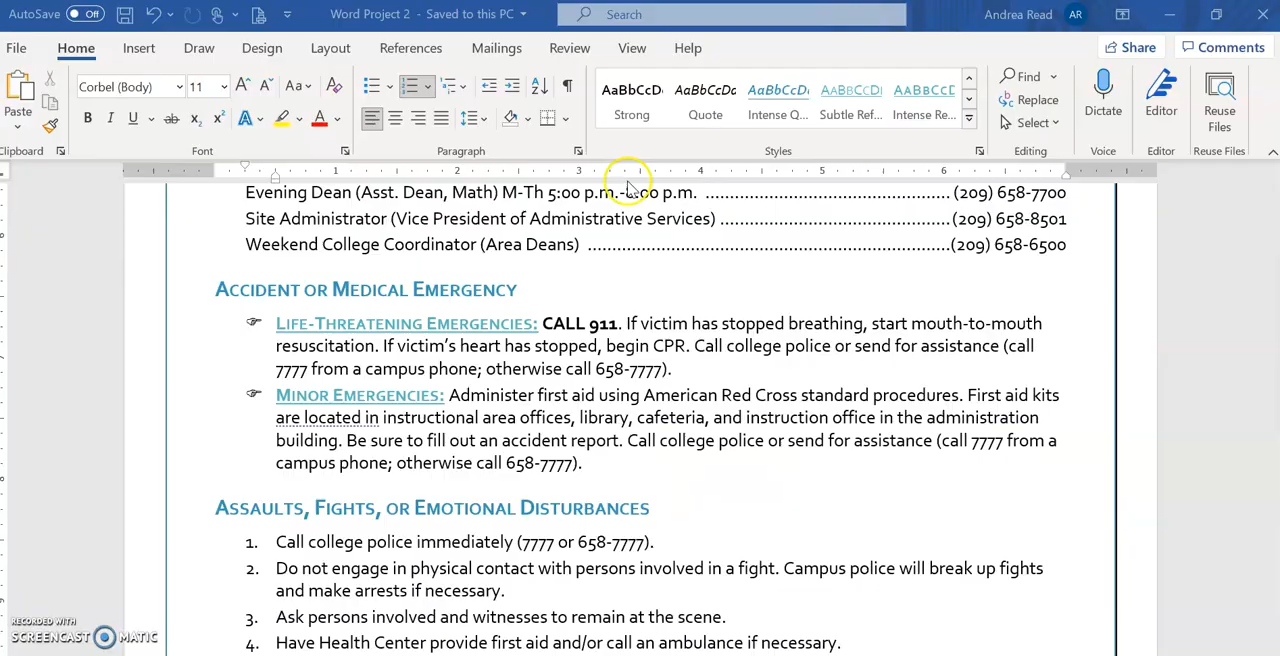 AutoSave Off Word Project 2 - Saved to this PC Search Andrea Read AR
File Home Insert Draw Design Layout References Mailings Review View Help Share Comments
Paste
Corbel (Body) 11 Aa
AaBbCcDc AaBbCcDc AaBbCcDc AaBbCcDc AaBbCcDc
Strong Quote Intense Q... Subtle Ref... Intense Re...
Find
Replace
Select
Dictate Editor Reuse Files
Clipboard Font Paragraph Styles Editing Voice Editor Reuse Files
1 2 3 4 5 6
Evening Dean (Asst. Dean, Math) M-Th 5:00 p.m.- :00 p.m. (209) 658-7700
Site Administrator (Vice President of Administrative Services) (209) 658-8501
Weekend College Coordinator (Area Deans) (209) 658-6500
ACCIDENT OR MEDICAL EMERGENCY
LIFE-THREATENING EMERGENCIES: CALL 911. If victim has stopped breathing, start mouth-to-mouth
resuscitation. If victim's heart has stopped, begin CPR. Call college police or send for assistance (call
7777 from a campus phone; otherwise call 658-7777).
MINOR EMERGENCIES: Administer first aid using American Red Cross standard procedures. First aid kits
are located in instructional area offices, library, cafeteria, and instruction office in the administration
building. Be sure to fill out an accident report. Call college police or send for assistance (call 7777 from a
campus phone; otherwise call 658-7777).
ASSAULTS, FIGHTS, OR EMOTIONAL DISTURBANCES
1. Call college police immediately (7777 or 658-7777).
2. Do not engage in physical contact with persons involved in a fight. Campus police will break up fights
and make arrests if necessary.
3. Ask persons involved and witnesses to remain at the scene.
4. Have Health Center provide first aid and/or call an ambulance if necessary.
RECORDED WITH
SCREENCAST MATIC